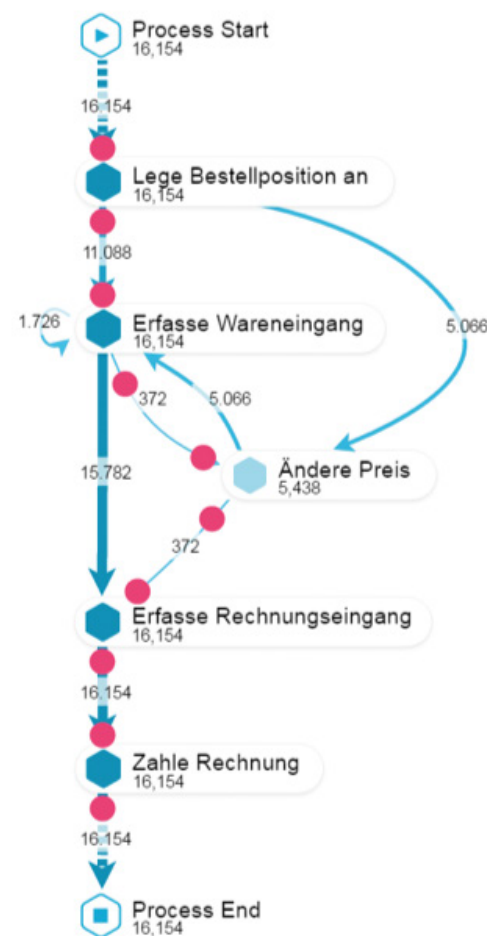 Process Start
16,154
16.154
Lege Bestellposition an
16,154
11.088
5.066
1.726
Erfasse Wareneingang
16,154
372
5.066
15.782
Ändere Preis
5,438
372
Erfasse Rechnungseingang
16,154
16.154
Zahle Rechnung
16,154
16.154
Process End
16,154